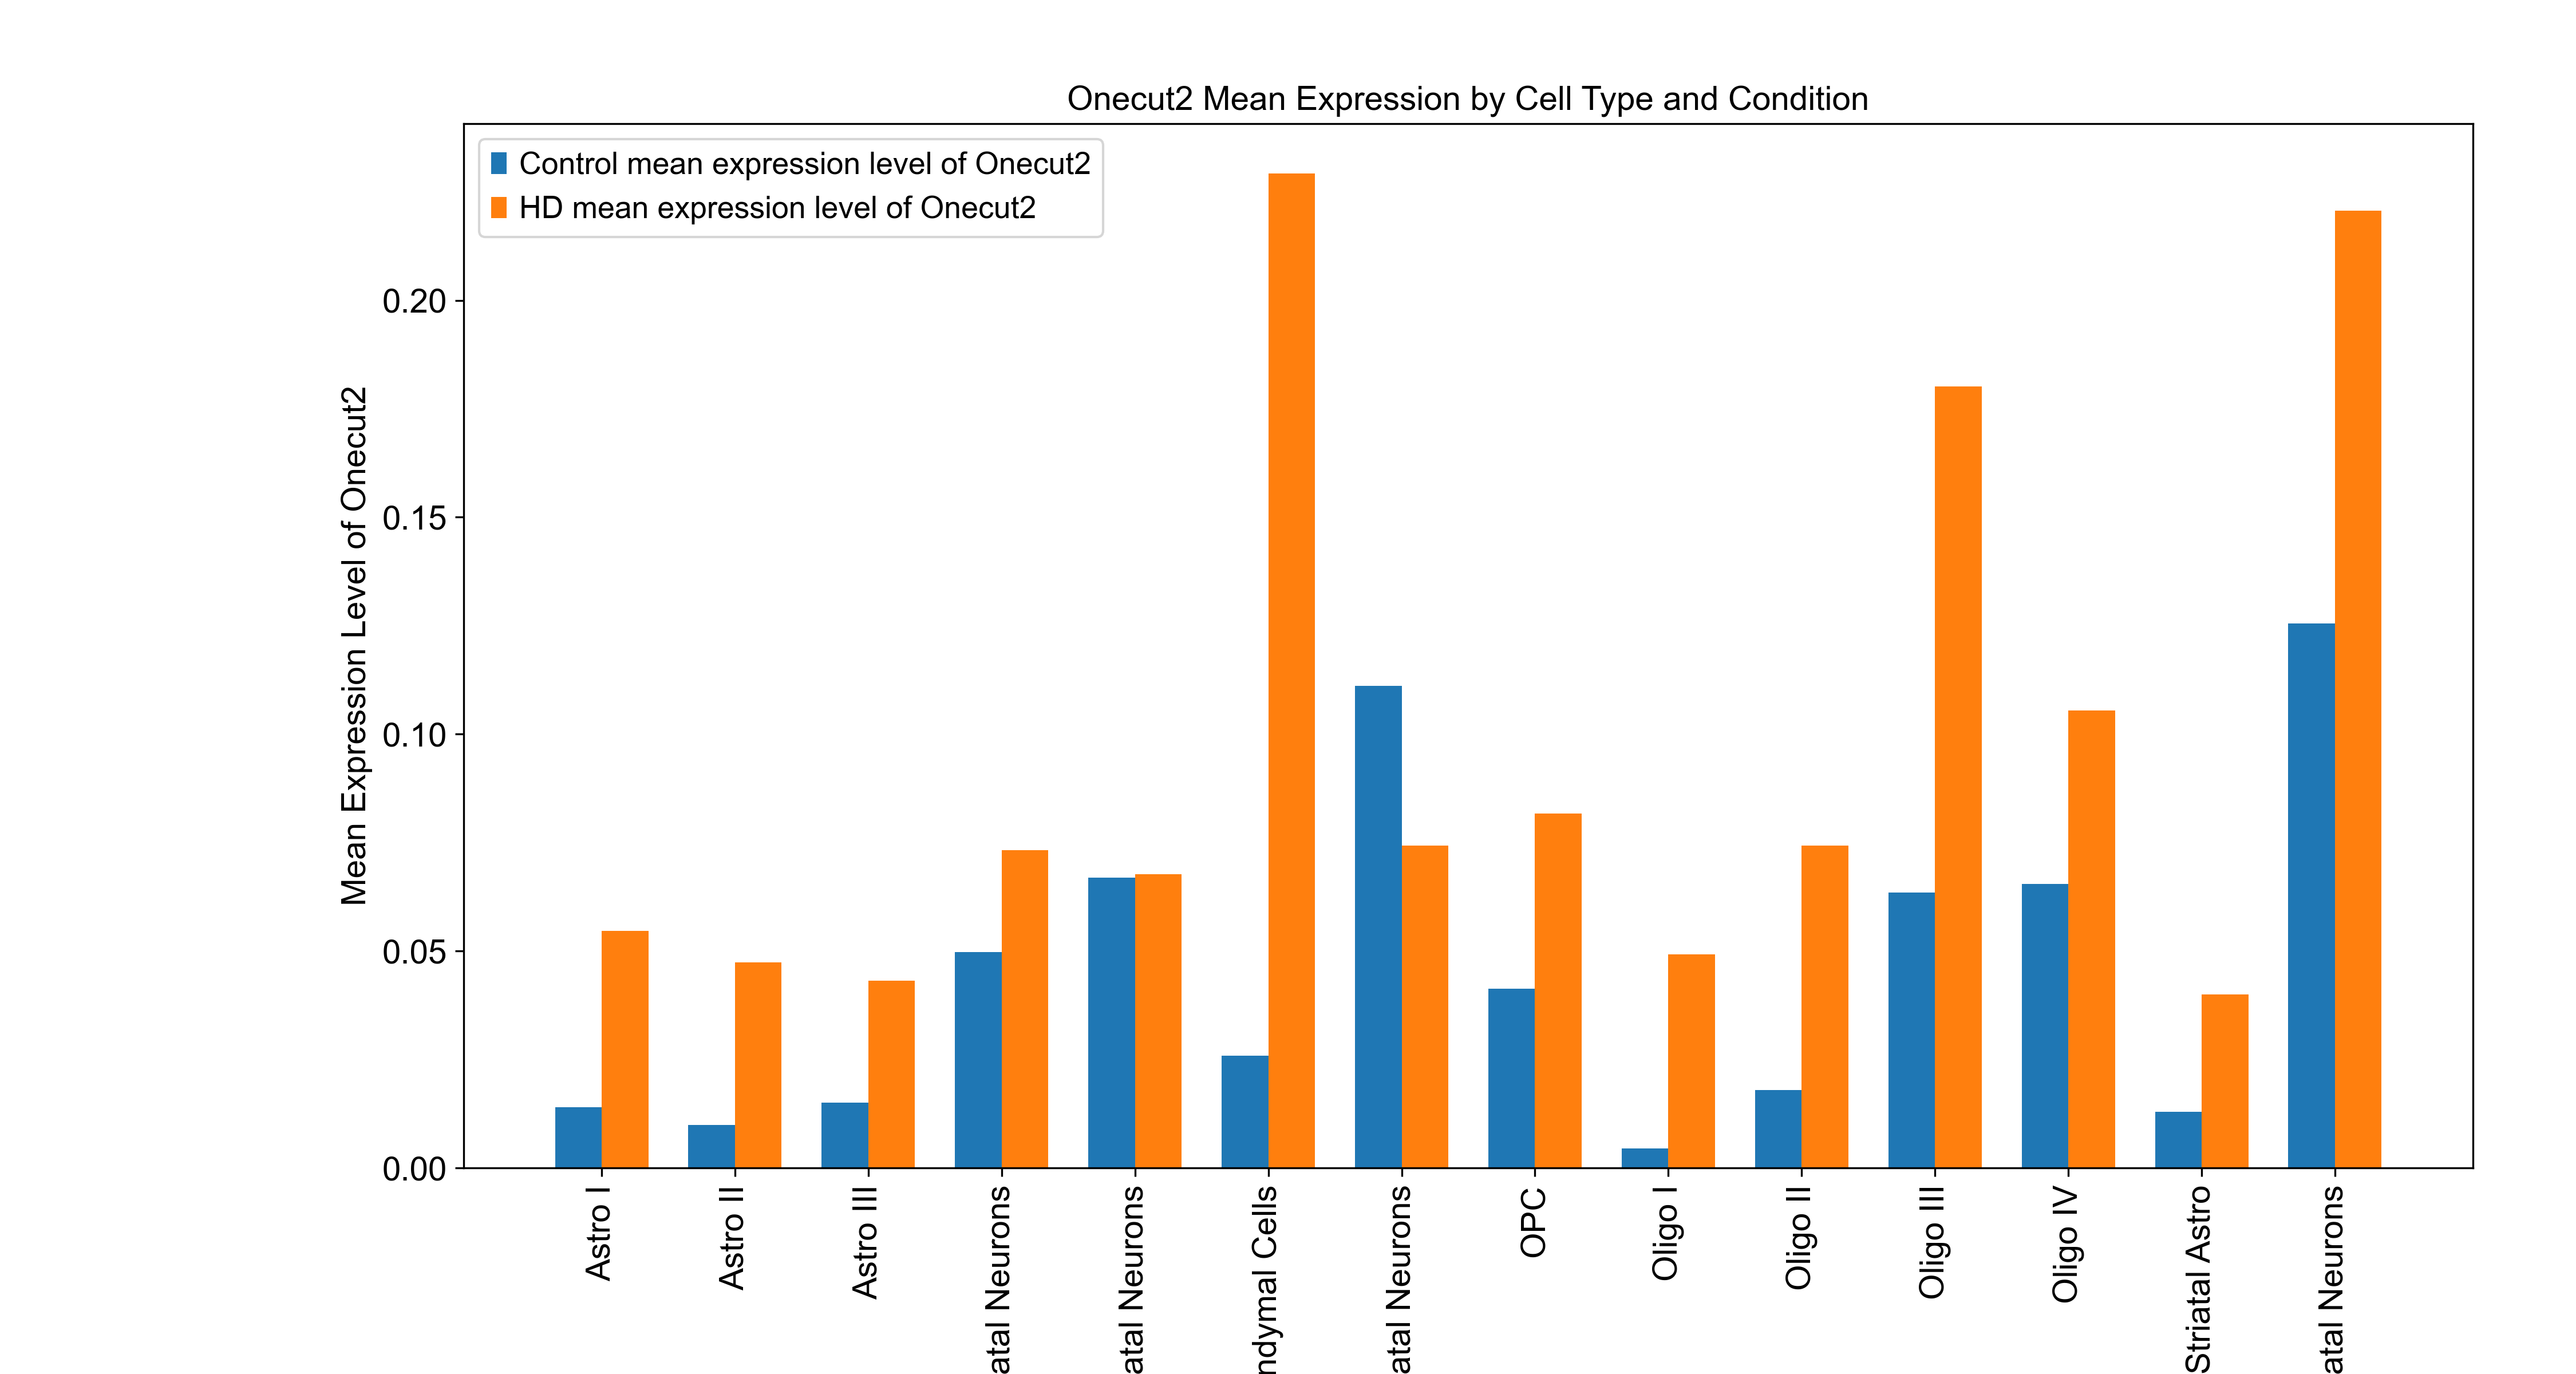 Onecut2 Mean Expression by Cell Type and Condition
Control mean expression level of Onecut2
HD mean expression level of Onecut2
Mean Expression Level of Onecut2
0.20
0.15
0.10
0.05
0.00
Astro I
Astro II
Astro III
atal Neurons
atal Neurons
ndymal Cells
atal Neurons
OPC
Oligo I
Oligo II
Oligo III
Oligo IV
Striatal Astro
atal Neurons